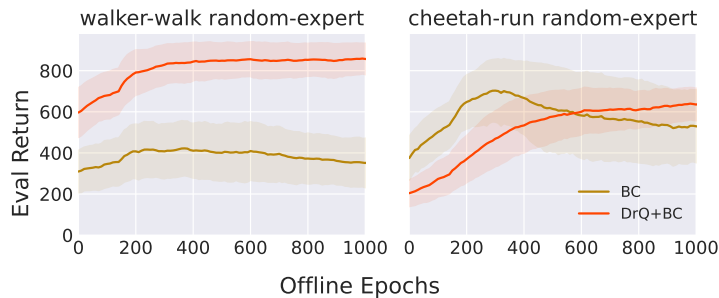 walker-walk random-expert
cheetah-run random-expert
Eval Return
800
600
400
200
0
0 200 400 600 800 1000
0 200 400 600 800 1000
BC
DrQ+BC
Offline Epochs